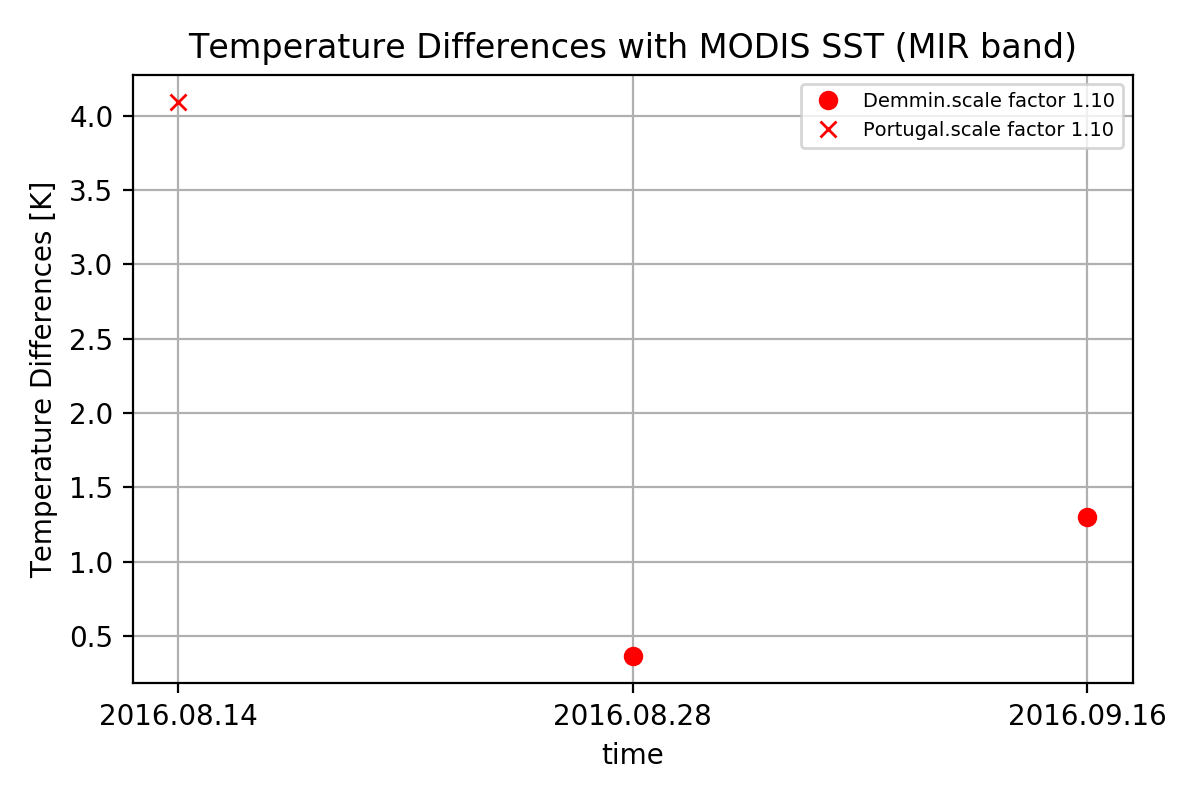 Temperature Differences with MODIS SST (MIR band)
Demmin.scale factor 1.10
Portugal.scale factor 1.10
Temperature Differences [K]
4.0
3.5
3.0
2.5
2.0
1.5
1.0
0.5
2016.08.14 2016.08.28 2016.09.16
time